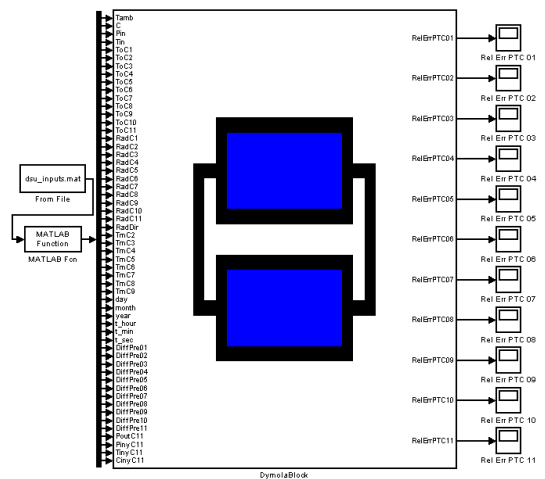 Tamb
C
Pin
Tin
ToC1
ToC2
ToC3
ToC4
ToC5
ToC6
ToC7
ToC8
ToC9
ToC10
ToC11
RadC1
RadC2
RadC3
RadC4
RadC5
RadC6
RadC7
RadC8
RadC9
RadC10
RadC11
RadDir
TmC2
TmC3
TmC4
TmC5
TmC6
TmC7
TmC8
TmC9
day
month
year
t_hour
t_min
t_sec
DiffPre01
DiffPre02
DiffPre03
DiffPre04
DiffPre05
DiffPre06
DiffPre07
DiffPre08
DiffPre09
DiffPre10
DiffPre11
PoutC11
PinyC11
TinyC11
CinyC11
dsu_inputs.mat
From File
MATLAB
Function
MATLAB Fcn
RelErrPTC01
RelErrPTC02
RelErrPTC03
RelErrPTC04
RelErrPTC05
RelErrPTC06
RelErrPTC07
RelErrPTC08
RelErrPTC09
RelErrPTC10
RelErrPTC11
Rel Err PTC 01
Rel Err PTC 02
Rel Err PTC 03
Rel Err PTC 04
Rel Err PTC 05
Rel Err PTC 06
Rel Err PTC 07
Rel Err PTC 08
Rel Err PTC 09
Rel Err PTC 10
Rel Err PTC 11
DymolaBlock